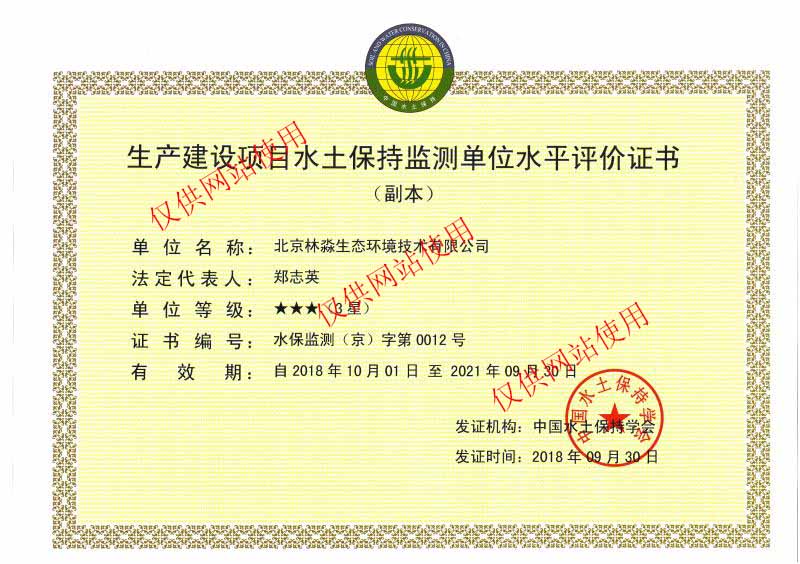 SOIL AND WATER CONSERVATION IN CHINA
中国水土保持
生产建设项目水土保持监测单位水平评价证书
（副本）
单位名称：北京林淼生态环境技术有限公司
法定代表人：郑志英
单位等级：★★★（3星）
证书编号：水保监测（京）字第0012号
有效期：自2018年10月01日 至 2021年09月30日
发证机构：中国水土保持学会
发证时间：2018年09月30日
中国水土保持学会
仅供网站使用
仅供网站使用
仅供网站使用